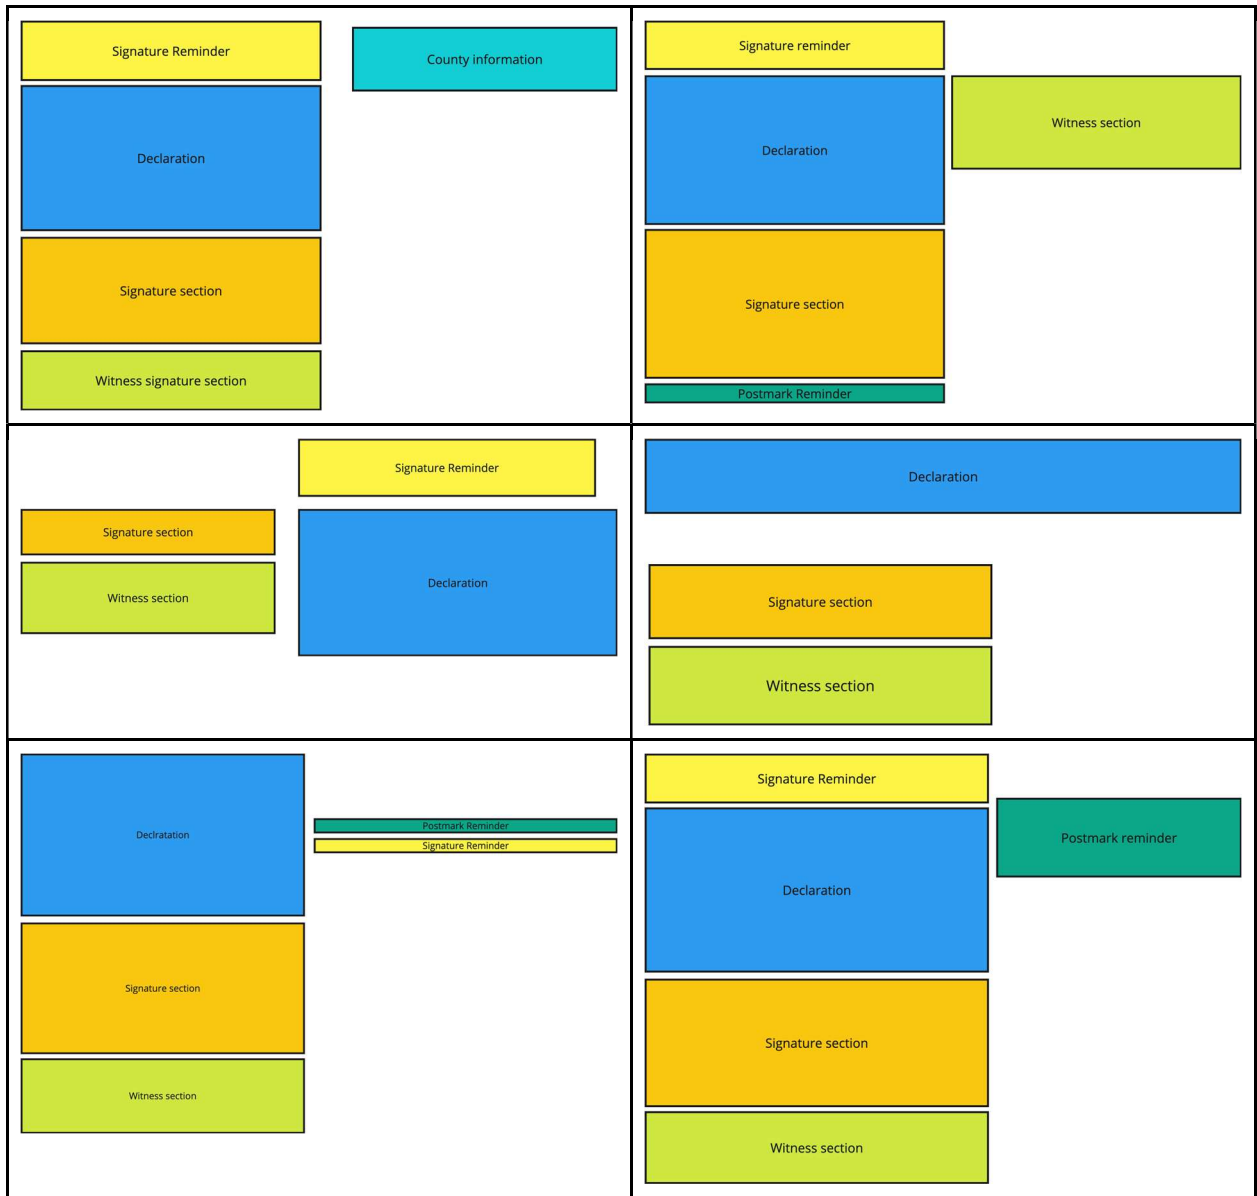 Signature Reminder
County information
Declaration
Signature section
Witness signature section
Signature reminder
Declaration
Witness section
Signature section
Postmark Reminder
Signature Reminder
Signature section
Witness section
Declaration
Declaration
Signature section
Witness section
Declratation
Postmark Reminder
Signature Reminder
Signature section
Witness section
Signature Reminder
Postmark reminder
Declaration
Signature section
Witness section